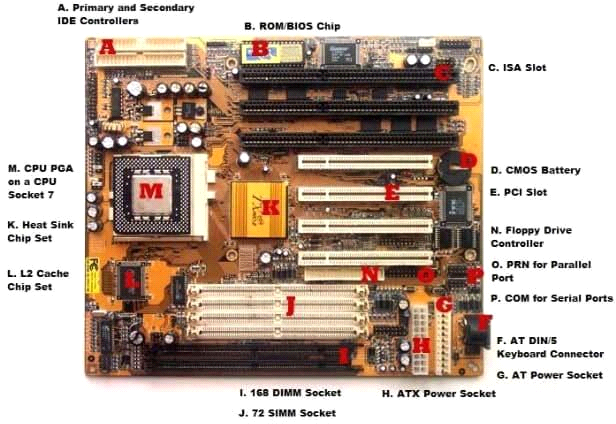 A. Primary and Secondary
IDE Controllers
B. ROM/BIOS Chip
C. ISA Slot
D. CMOS Battery
E. PCI Slot
N. Floppy Drive
Controller
O. PRN for Parallel
Port
P. COM for Serial Ports
F. AT DIN/5
Keyboard Connector
G. AT Power Socket
H. ATX Power Socket
I. 168 DIMM Socket
J. 72 SIMM Socket
M. CPU PGA
on a CPU
Socket 7
K. Heat Sink
Chip Set
L. L2 Cache
Chip Set
A
B
C
D
M
E
K
L
N
P
J
G
F
H
I